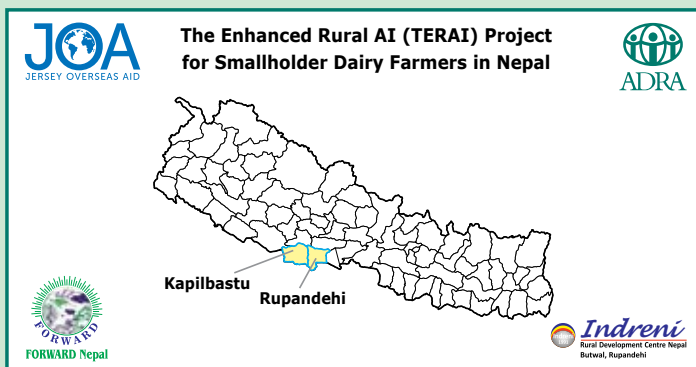 JOA
JERSEY OVERSEAS AID
The Enhanced Rural AI (TERAI) Project
for Smallholder Dairy Farmers in Nepal
ADRA
Kapilbastu
Rupandehi
FORWARD
FORWARD Nepal
Indreni
Rural Development Centre Nepal
Butwal, Rupandehi